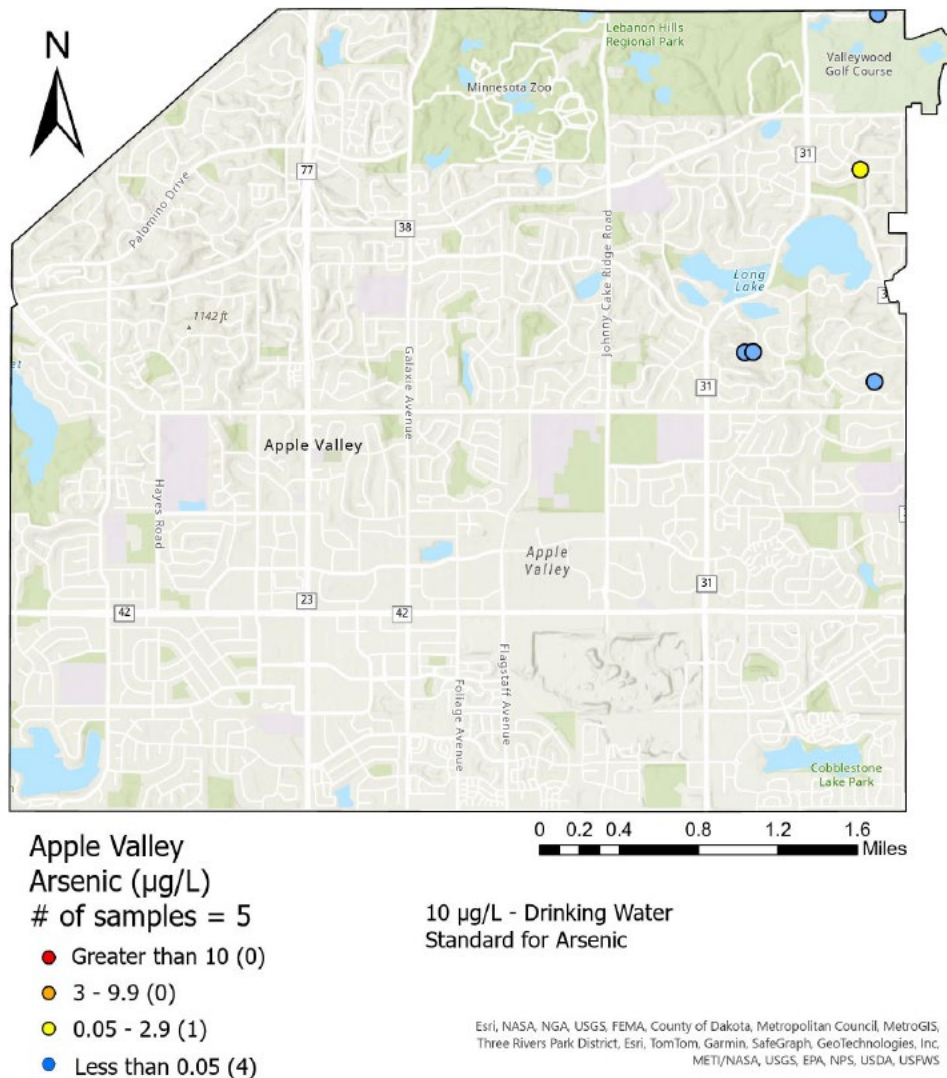 N
Lebanon Hills
Regional Park
Minnesota Zoo
Valleywood
Golf Course
77
31
Palomino Drive
38
Johnny Cake Ridge Road
Long
Lake
3
1142 ft
Galaxie Avenue
31
Apple Valley
Hayes Road
Apple
Valley
31
42
23
42
Foliage Avenue
Flagstaff Avenue
Cobblestone
Lake Park
0 0.2 0.4 0.8 1.2 1.6
Miles
Apple Valley
Arsenic (µg/L)
# of samples = 5
Greater than 10 (0)
3 - 9.9 (0)
0.05 - 2.9 (1)
Less than 0.05 (4)
10 µg/L - Drinking Water
Standard for Arsenic
Esri, NASA, NGA, USGS, FEMA, County of Dakota, Metropolitan Council, MetroGIS,
Three Rivers Park District, Esri, TomTom, Garmin, SafeGraph, GeoTechnologies, Inc,
METI/NASA, USGS, EPA, NPS, USDA, USFWS